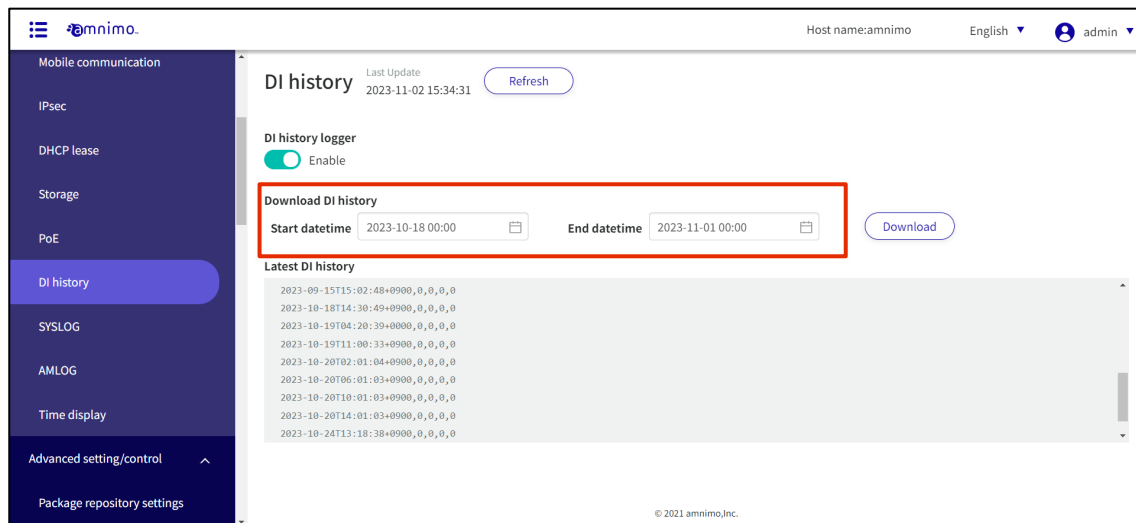 amnimo
Host name:amnimo
English
admin
Mobile communication
IPsec
DHCP lease
Storage
PoE
DI history
SYSLOG
AMLOG
Time display
Advanced setting/control
Package repository settings
DI history
Last Update
2023-11-02 15:34:31
Refresh
DI history logger
Enable
Download DI history
Start datetime 2023-10-18 00:00 End datetime 2023-11-01 00:00 Download
Latest DI history
2023-09-15T15:02:48+0900,0,0,0,0
2023-10-18T14:30:49+0900,0,0,0,0
2023-10-19T04:20:39+0000,0,0,0,0
2023-10-19T11:00:33+0900,0,0,0,0
2023-10-20T02:01:04+0900,0,0,0,0
2023-10-20T06:01:03+0900,0,0,0,0
2023-10-20T10:01:03+0900,0,0,0,0
2023-10-20T14:01:03+0900,0,0,0,0
2023-10-24T13:18:38+0900,0,0,0,0
© 2021 amnimo,Inc.